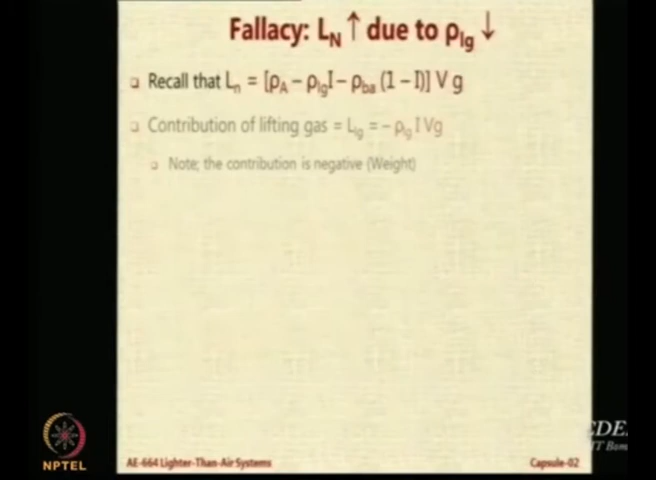 Fallacy: L_N ↑ due to ρ_lg ↓
Recall that L_n = [ρ_A – ρ_lg I – ρ_ba (1 – I)] V g
Contribution of lifting gas = L_lg = – ρ_lg I Vg
Note; the contribution is negative (Weight)
NPTEL
AE-664 Lighter-Than-Air Systems
Capsule-02